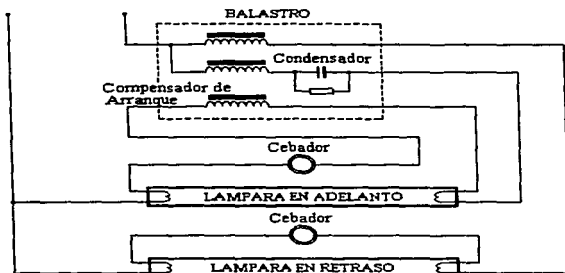 BALASTRO
Condensador
Compensador de
Arranque
Cebador
LAMPARA EN ADELANTO
Cebador
LAMPARA EN RETRASO